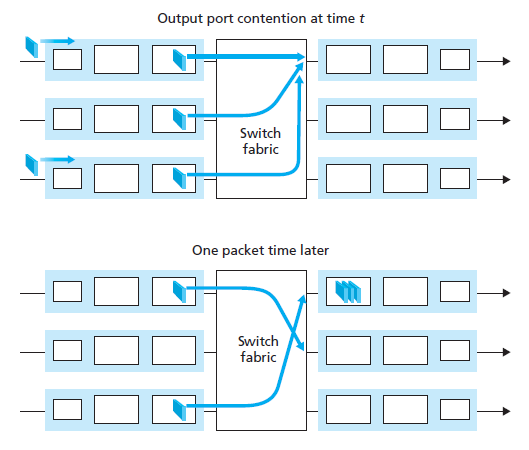 Output port contention at time t
Switch
fabric
One packet time later
Switch
fabric